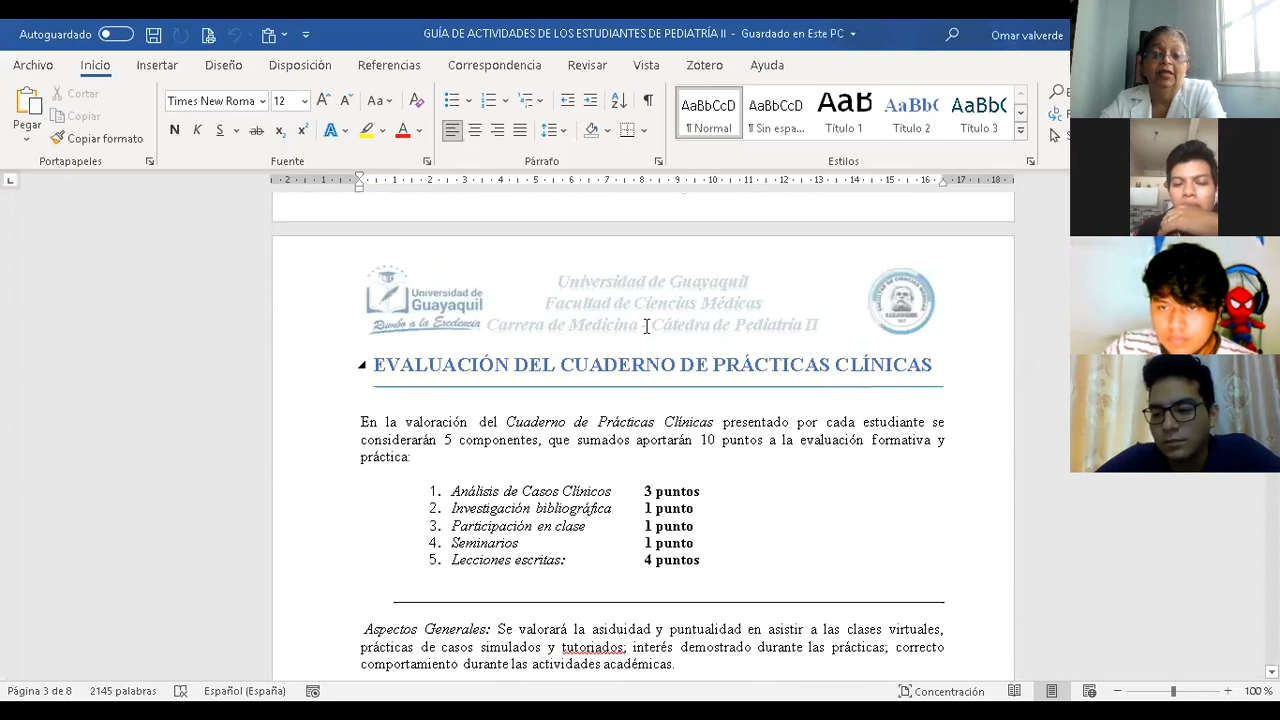 Autoguardado
GUÍA DE ACTIVIDADES DE LOS ESTUDIANTES DE PEDIATRÍA II - Guardado en Este PC
Omar valverde
Archivo Inicio Insertar Diseño Disposición Referencias Correspondencia Revisar Vista Zotero Ayuda
Pegar
Cortar
Copiar
Copiar formato
Portapapeles
Times New Roma 12
N K S
Fuente
Párrafo
AaBbCcD
¶ Normal
AaBbCcD
¶ Sin espa...
AaB
Título 1
AaBbC
Título 2
AaBbCc
Título 3
Estilos
Universidad de
Guayaquil
Rumbo a la Excelencia
Universidad de Guayaquil
Facultad de Ciencias Médicas
Carrera de Medicina - Cátedra de Pediatría II
EVALUACIÓN DEL CUADERNO DE PRÁCTICAS CLÍNICAS
En la valoración del Cuaderno de Prácticas Clínicas presentado por cada estudiante se
considerarán 5 componentes, que sumados aportarán 10 puntos a la evaluación formativa y
práctica:
1. Análisis de Casos Clínicos 3 puntos
2. Investigación bibliográfica 1 punto
3. Participación en clase 1 punto
4. Seminarios 1 punto
5. Lecciones escritas: 4 puntos
Aspectos Generales: Se valorará la asiduidad y puntualidad en asistir a las clases virtuales,
prácticas de casos simulados y tutoriados; interés demostrado durante las prácticas; correcto
comportamiento durante las actividades académicas.
Página 3 de 8 2145 palabras Español (España) Concentración 100 %